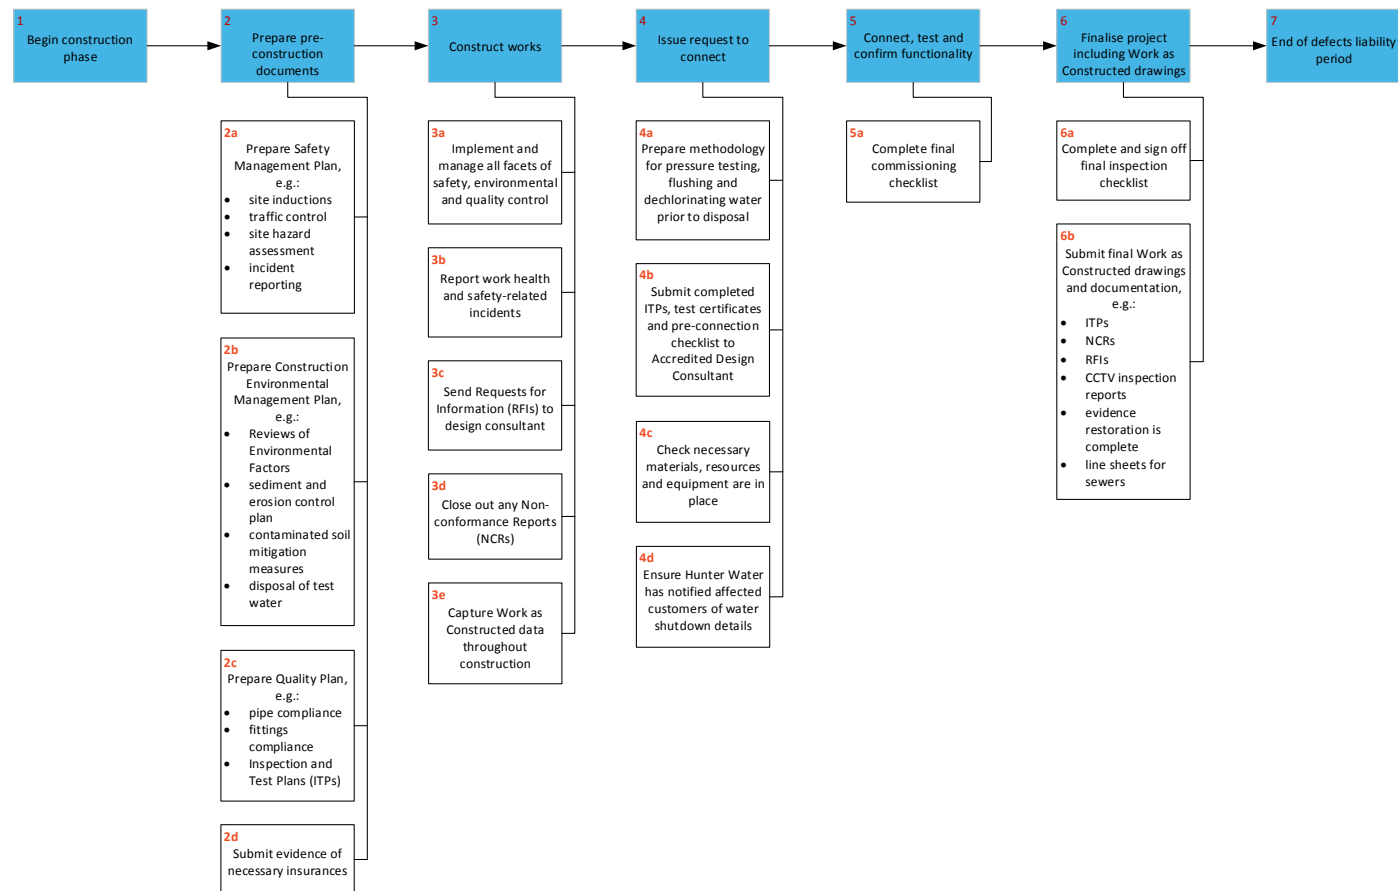 1
Begin construction
phase
2
Prepare pre-
construction
documents
3
Construct works
4
Issue request to
connect
5
Connect, test and
confirm functionality
6
Finalise project
including Work as
Constructed drawings
7
End of defects liability
period
2a
Prepare Safety
Management Plan,
e.g.:
• site inductions
• traffic control
• site hazard
assessment
• incident
reporting
2b
Prepare Construction
Environmental
Management Plan,
e.g.:
• Reviews of
Environmental
Factors
• sediment and
erosion control
plan
• contaminated soil
mitigation
measures
• disposal of test
water
2c
Prepare Quality Plan,
e.g.:
• pipe compliance
• fittings
compliance
• Inspection and
Test Plans (ITPs)
2d
Submit evidence of
necessary insurances
3a
Implement and
manage all facets of
safety, environmental
and quality control
3b
Report work health
and safety-related
incidents
3c
Send Requests for
Information (RFIs) to
design consultant
3d
Close out any Non-
conformance Reports
(NCRs)
3e
Capture Work as
Constructed data
throughout
construction
4a
Prepare methodology
for pressure testing,
flushing and
dechlorinating water
prior to disposal
4b
Submit completed
ITPs, test certificates
and pre-connection
checklist to
Accredited Design
Consultant
4c
Check necessary
materials, resources
and equipment are in
place
4d
Ensure Hunter Water
has notified affected
customers of water
shutdown details
5a
Complete final
commissioning
checklist
6a
Complete and sign off
final inspection
checklist
6b
Submit final Work as
Constructed drawings
and documentation,
e.g.:
• ITPs
• NCRs
• RFIs
• CCTV inspection
reports
• evidence
restoration is
complete
• line sheets for
sewers